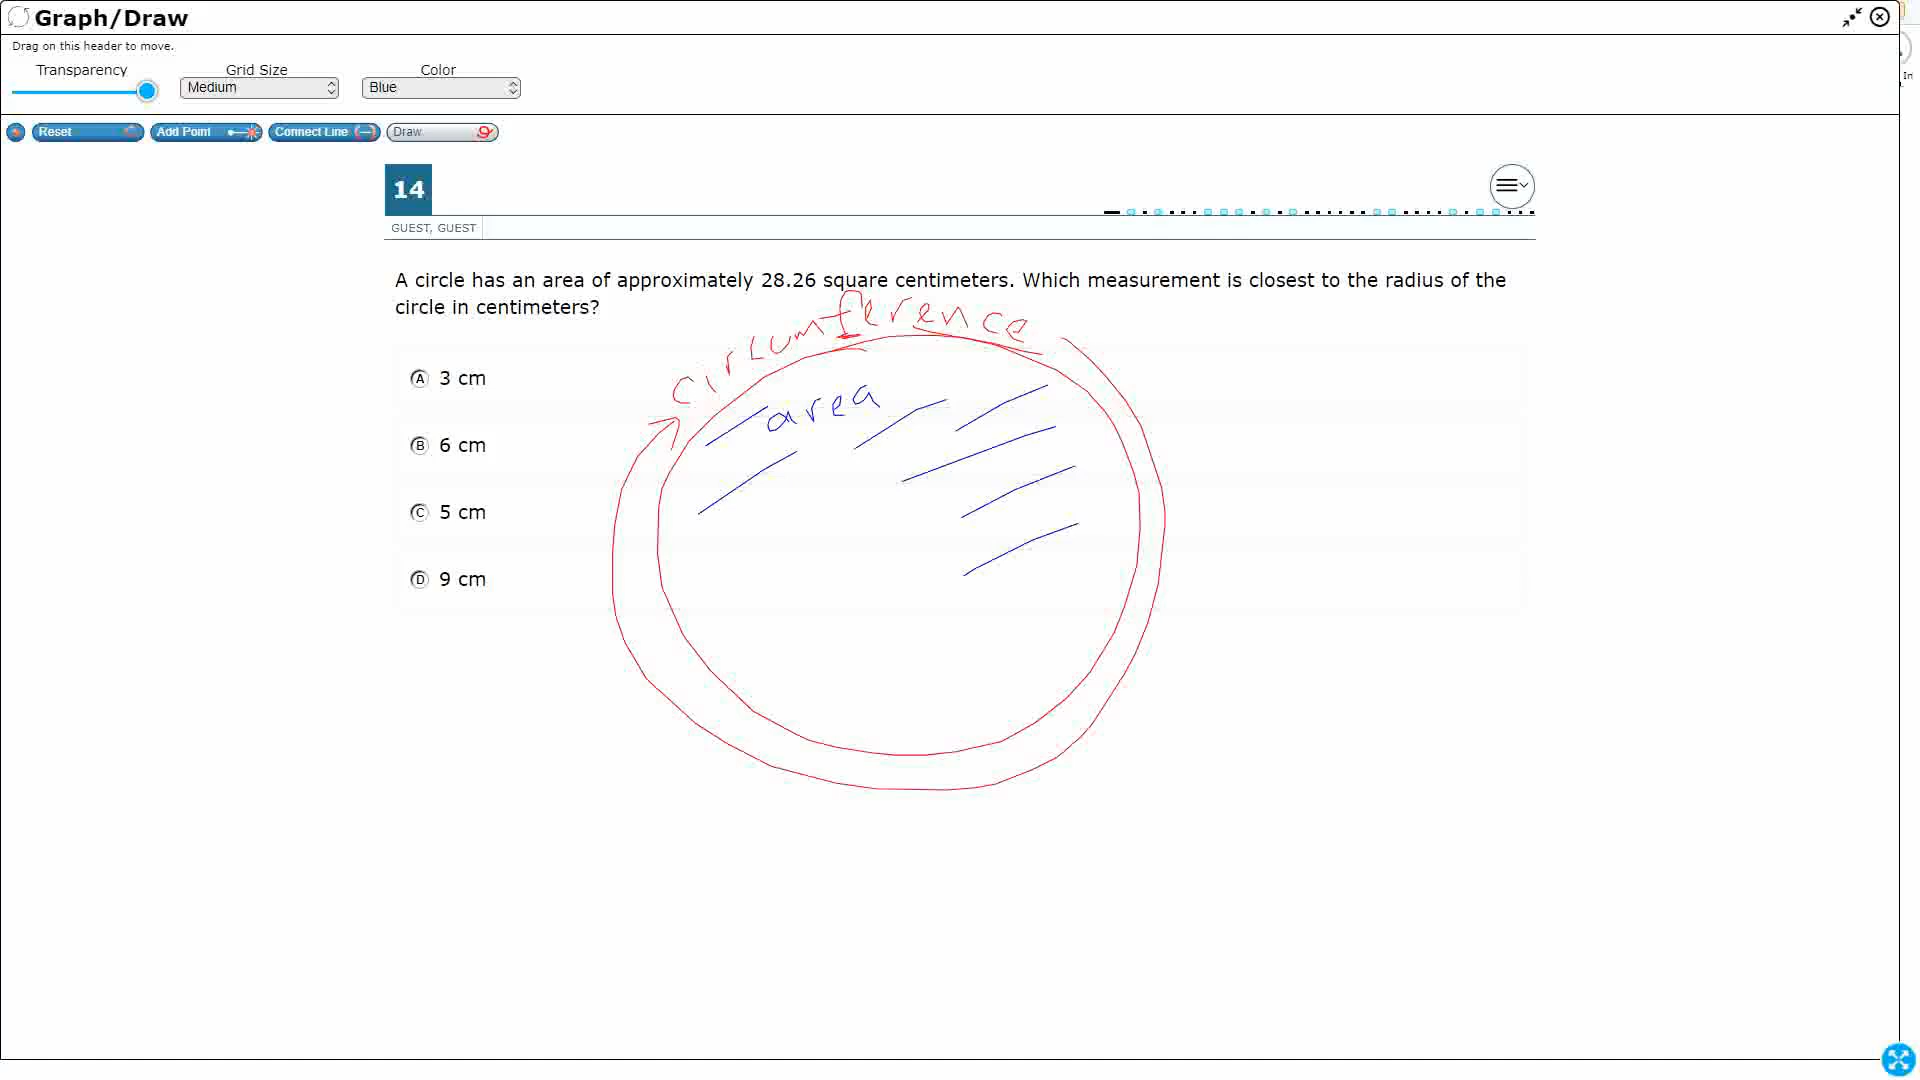 Graph/Draw
Drag on this header to move.
Transparency Grid Size Color
Medium Blue
Reset Add Point Connect Line Draw
14
GUEST, GUEST
A circle has an area of approximately 28.26 square centimeters. Which measurement is closest to the radius of the
circle in centimeters?
circumference
area
A 3 cm
B 6 cm
C 5 cm
D 9 cm
In